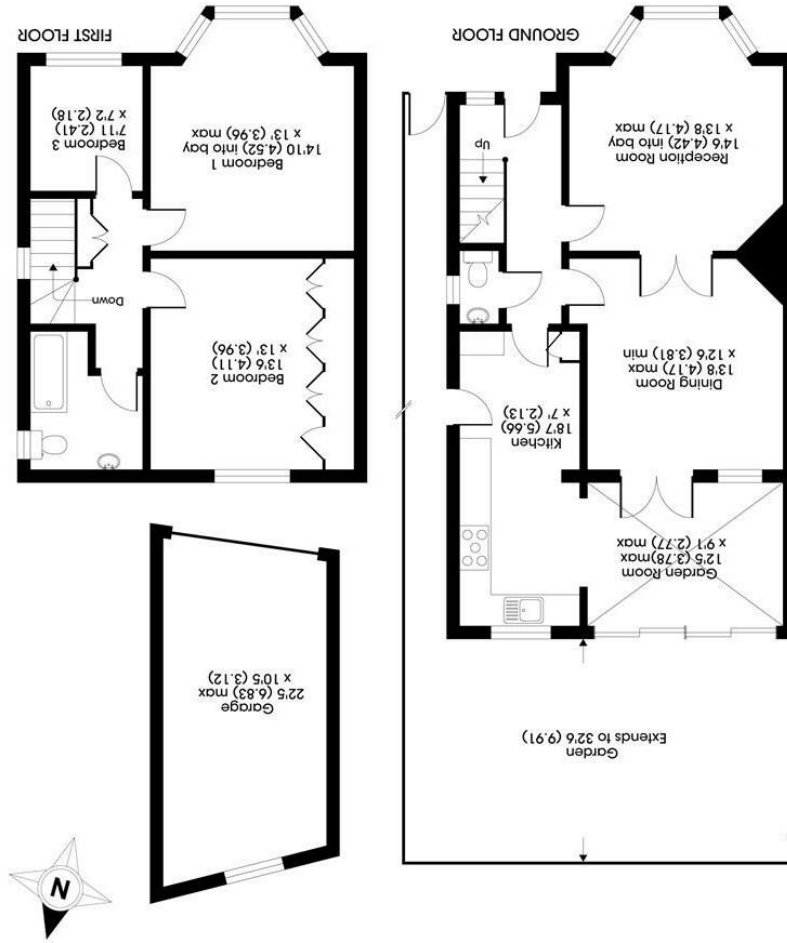 Garden
Extends to 32'6 (9.91)
N
Garage
22'5 (6.83) max
x 10'5 (3.12)
Garden Room
12'5 (3.78)max
x 9'1 (2.77) max
Kitchen
18'7 (5.66)
x 7' (2.13)
Dining Room
13'8 (4.17) max
x 12'6 (3.81) min
Reception Room
14'6 (4.42) into bay
x 13'8 (4.17) max
Up
GROUND FLOOR
Bedroom 2
13'6 (4.11)
x 13' (3.96)
Down
Bedroom 1
14'10 (4.52) into bay
x 13' (3.96) max
Bedroom 3
7'11 (2.41)
x 7'2 (2.18)
FIRST FLOOR